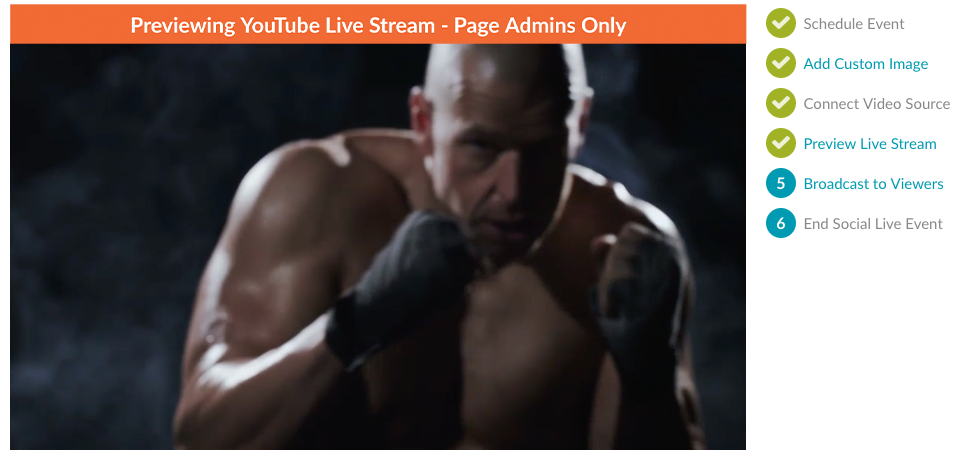 Previewing YouTube Live Stream - Page Admins Only
Schedule Event
Add Custom Image
Connect Video Source
Preview Live Stream
5 Broadcast to Viewers
6 End Social Live Event